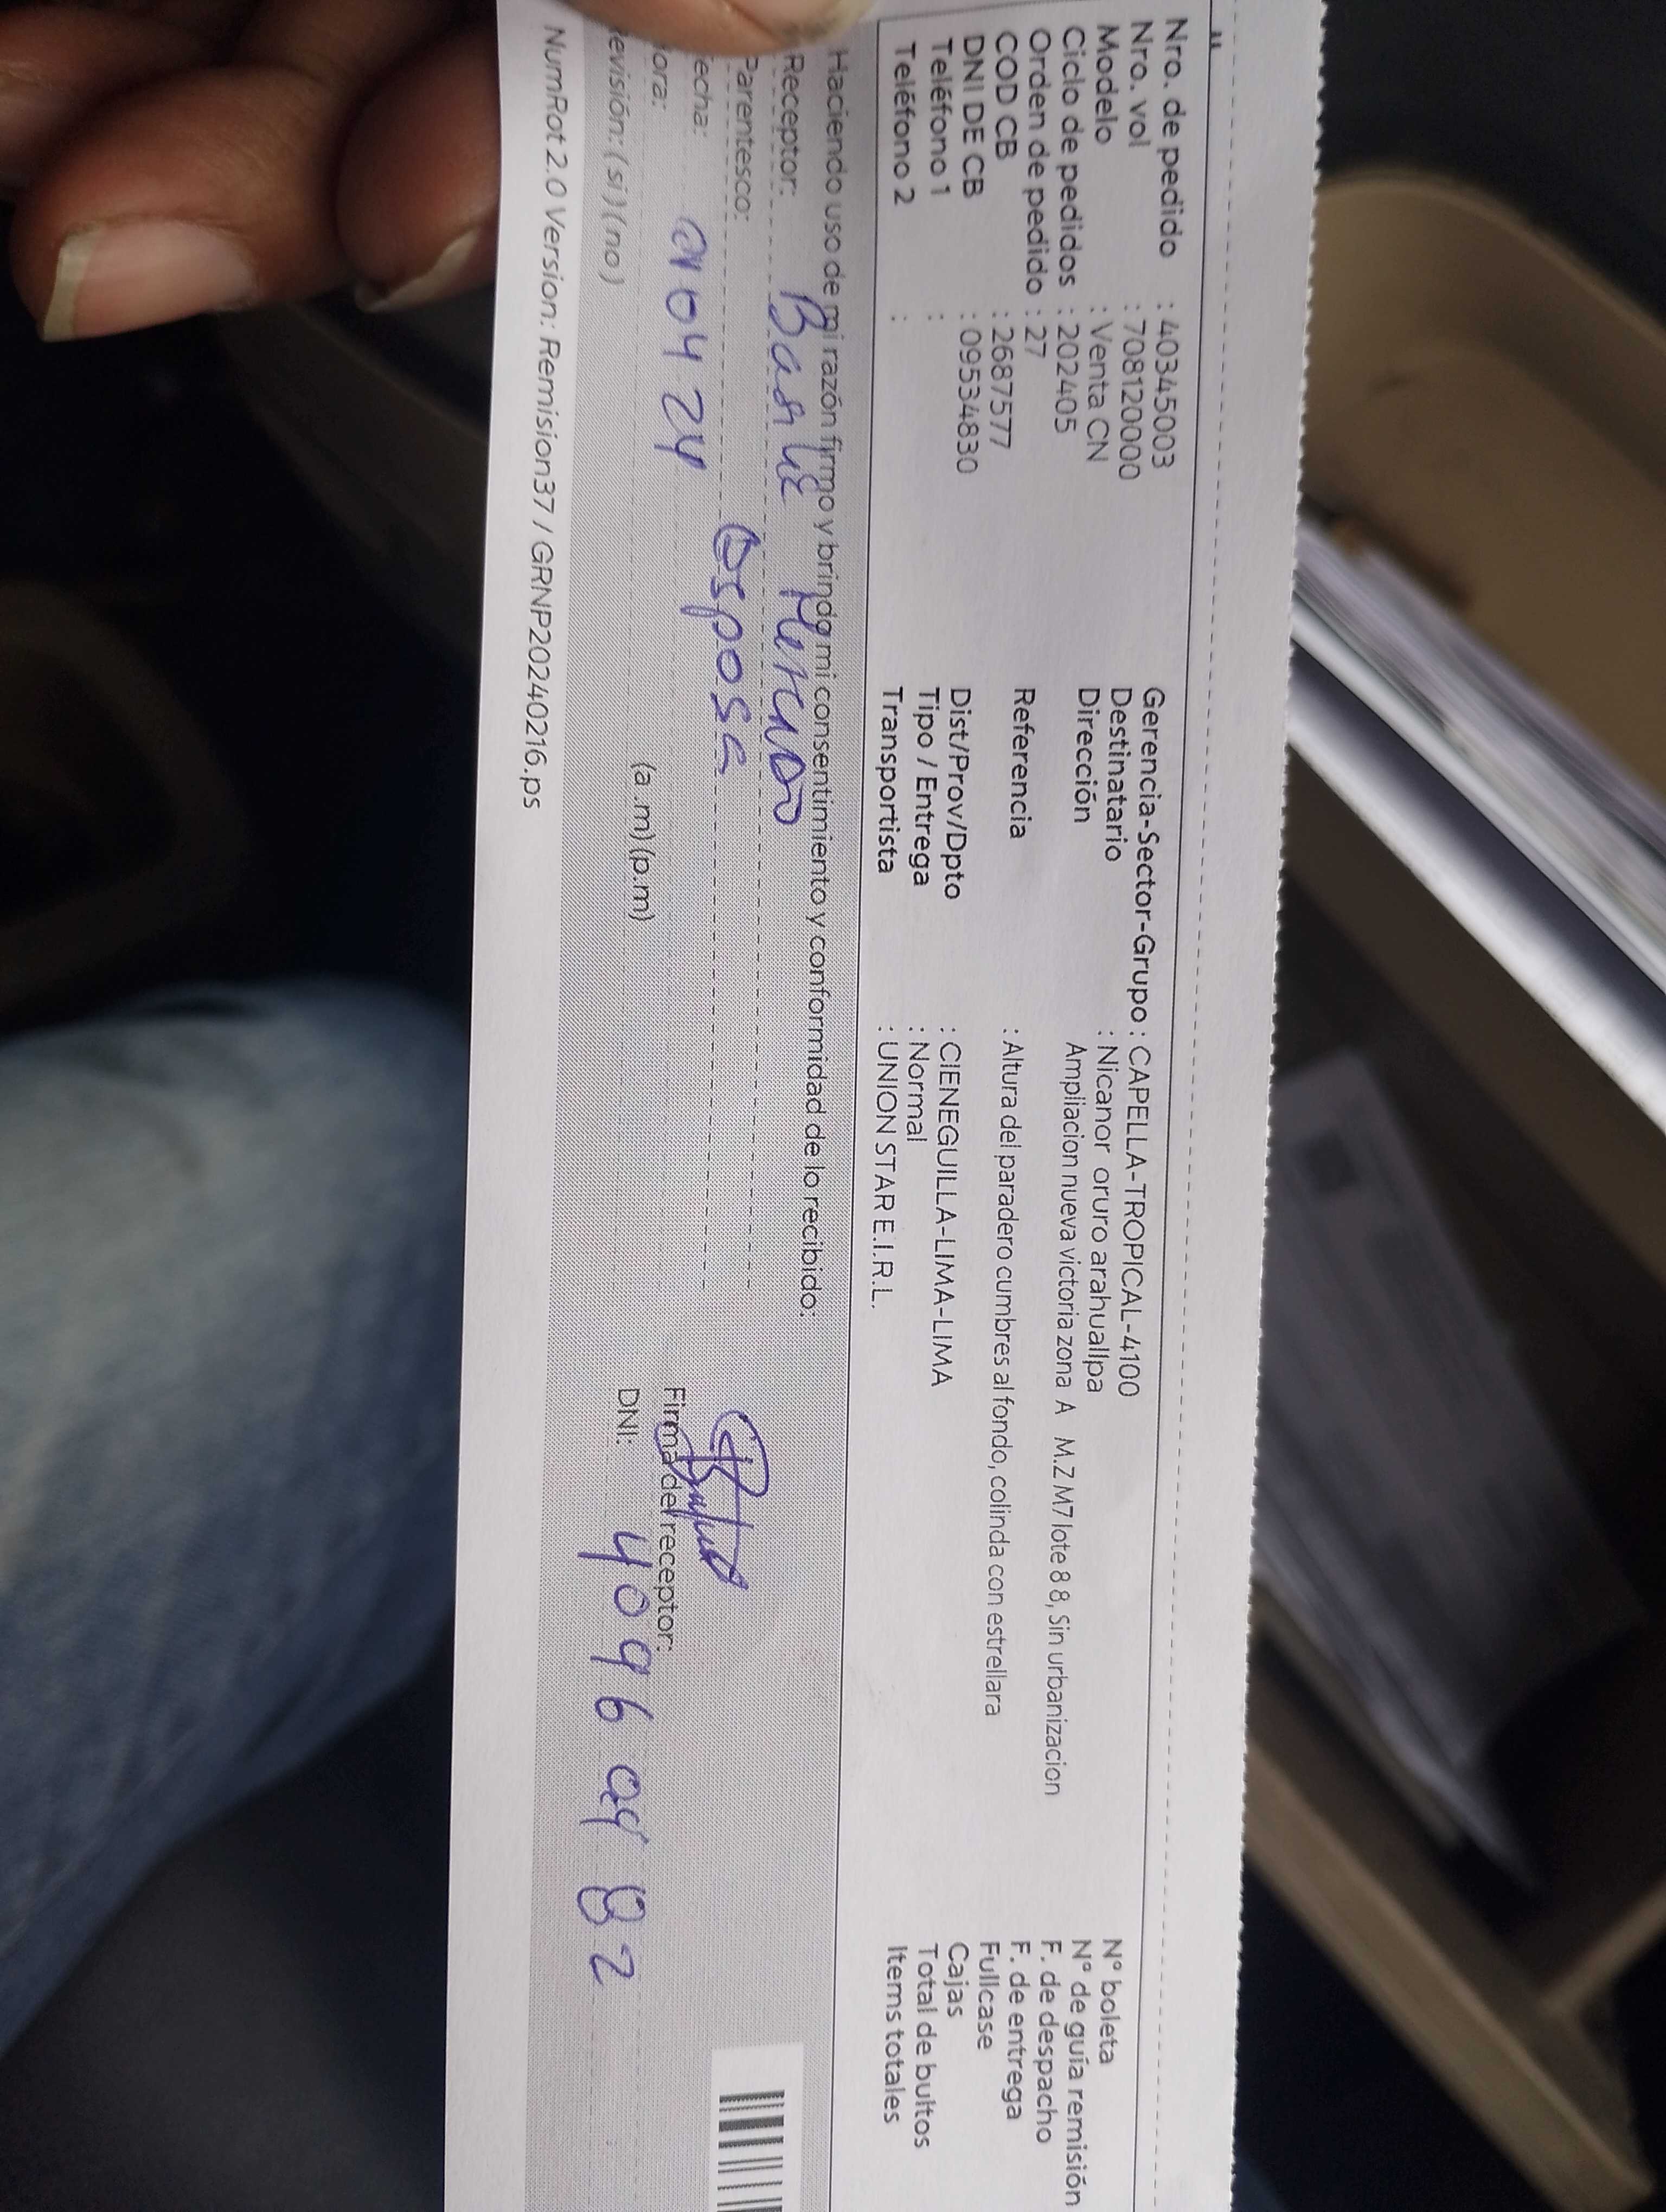 Nro. de pedido : 40345003
Nro. vol : 708120000
Modelo : Venta CN
Ciclo de pedidos : 202405
Orden de pedido : 27
COD CB : 2687577
DNI DE CB : 09534830
Teléfono 1 :
Teléfono 2 :
Gerencia-Sector-Grupo : CAPELLA-TROPICAL-4100
Destinatario : Nicanor oruro arahuallpa
Dirección Ampliacion nueva victoria zona A M.Z M7 lote 8 8, Sin urbanizacion
Referencia : Altura del paradero cumbres al fondo, colinda con estrellara
Dist/Prov/Dpto : CIENEGUILLA-LIMA-LIMA
Tipo / Entrega : Normal
Transportista : UNION STAR E.I.R.L.
N° boleta
N° de guía remisión
F. de despacho
F. de entrega
Fullcase
Cajas
Total de bultos
Items totales
Haciendo uso de mi razón firmo y brindo mi consentimiento y conformidad de lo recibido:
Receptor:
Parentesco: Esposa
echa: 04 24
ora: (a .m) (p.m)
evisión: ( si ) ( no )
Firma del receptor:
DNI: 4096 09 82
NumRot 2.0 Version: Remision37 / GRNP20240216.ps